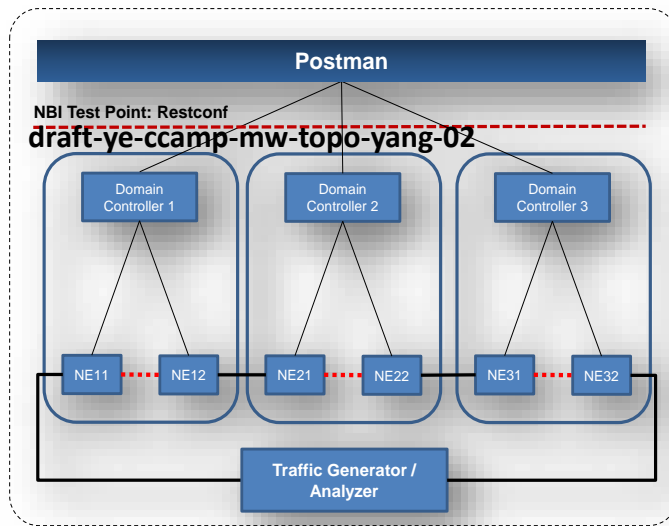 Postman
NBI Test Point: Restconf
draft-ye-ccamp-mw-topo-yang-02
Domain
Controller 1
Domain
Controller 2
Domain
Controller 3
NE11
NE12
NE21
NE22
NE31
NE32
Traffic Generator /
Analyzer